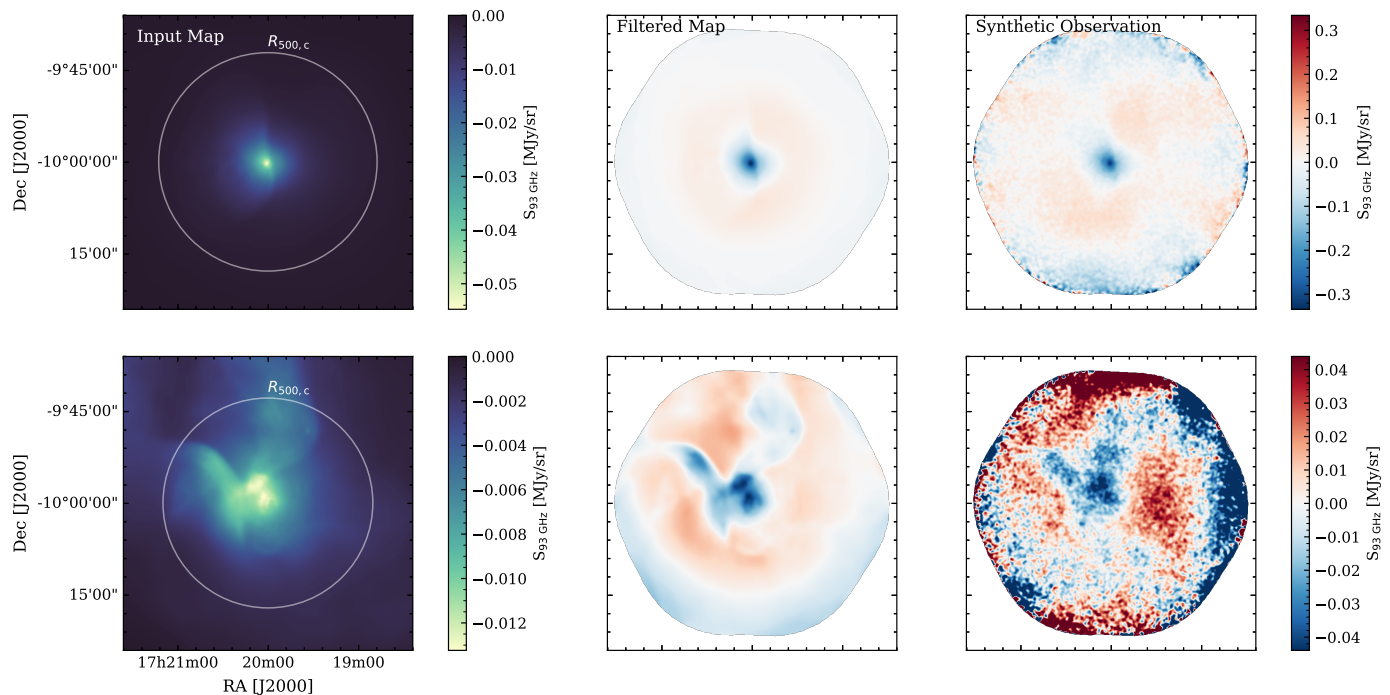 Input Map
R500, c
Filtered Map
Synthetic Observation
-9°45'00"
-10°00'00"
15'00"
Dec [J2000]
0.00
−0.01
−0.02
−0.03
−0.04
−0.05
S93 GHz [MJy/sr]
0.3
0.2
0.1
0.0
−0.1
−0.2
−0.3
S93 GHz [MJy/sr]
R500, c
-9°45'00"
-10°00'00"
15'00"
Dec [J2000]
17h21m00
20m00
19m00
RA [J2000]
0.000
−0.002
−0.004
−0.006
−0.008
−0.010
−0.012
S93 GHz [MJy/sr]
0.04
0.03
0.02
0.01
0.00
−0.01
−0.02
−0.03
−0.04
S93 GHz [MJy/sr]